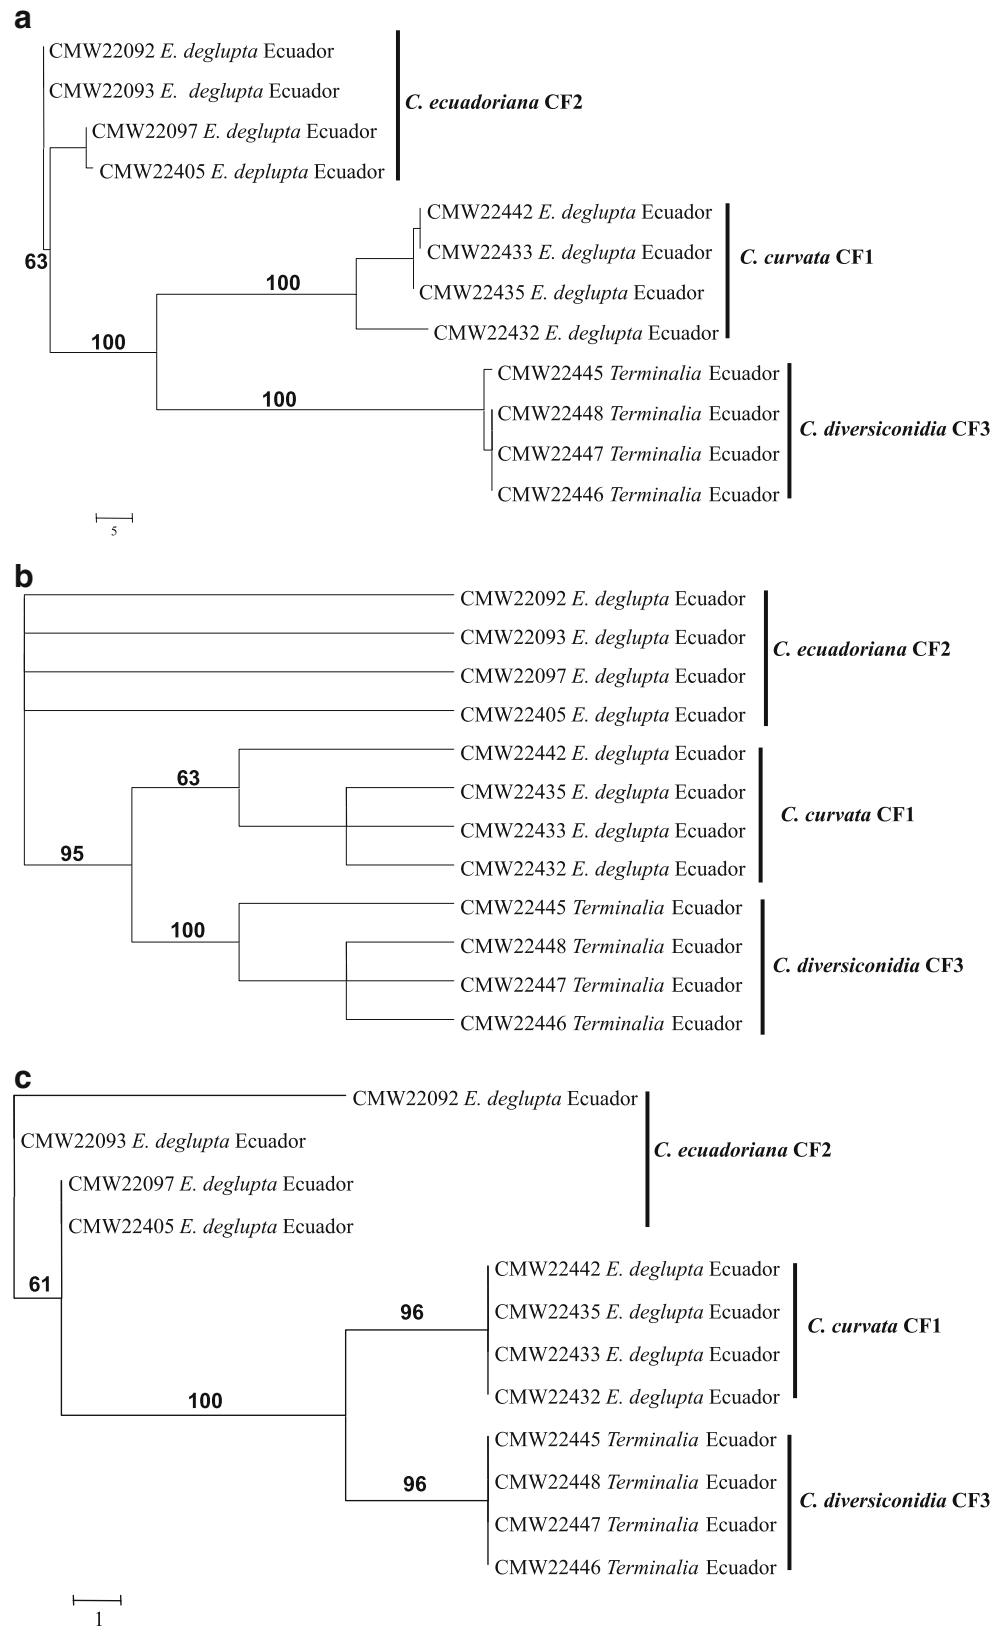 a
CMW22092 E. deglupta Ecuador
CMW22093 E. deglupta Ecuador
C. ecuadoriana CF2
CMW22097 E. deglupta Ecuador
CMW22405 E. deplupta Ecuador
CMW22442 E. deglupta Ecuador
CMW22433 E. deglupta Ecuador
C. curvata CF1
63
100
CMW22435 E. deglupta Ecuador
CMW22432 E. deglupta Ecuador
100
CMW22445 Terminalia Ecuador
100
CMW22448 Terminalia Ecuador
C. diversiconidia CF3
CMW22447 Terminalia Ecuador
CMW22446 Terminalia Ecuador
5
b
CMW22092 E. deglupta Ecuador
CMW22093 E. deglupta Ecuador
C. ecuadoriana CF2
CMW22097 E. deglupta Ecuador
CMW22405 E. deglupta Ecuador
CMW22442 E. deglupta Ecuador
63
CMW22435 E. deglupta Ecuador
C. curvata CF1
CMW22433 E. deglupta Ecuador
95
CMW22432 E. deglupta Ecuador
CMW22445 Terminalia Ecuador
100
CMW22448 Terminalia Ecuador
C. diversiconidia CF3
CMW22447 Terminalia Ecuador
CMW22446 Terminalia Ecuador
c
CMW22092 E. deglupta Ecuador
CMW22093 E. deglupta Ecuador
C. ecuadoriana CF2
CMW22097 E. deglupta Ecuador
CMW22405 E. deglupta Ecuador
CMW22442 E. deglupta Ecuador
61
96
CMW22435 E. deglupta Ecuador
C. curvata CF1
CMW22433 E. deglupta Ecuador
CMW22432 E. deglupta Ecuador
100
CMW22445 Terminalia Ecuador
96
CMW22448 Terminalia Ecuador
C. diversiconidia CF3
CMW22447 Terminalia Ecuador
CMW22446 Terminalia Ecuador
1